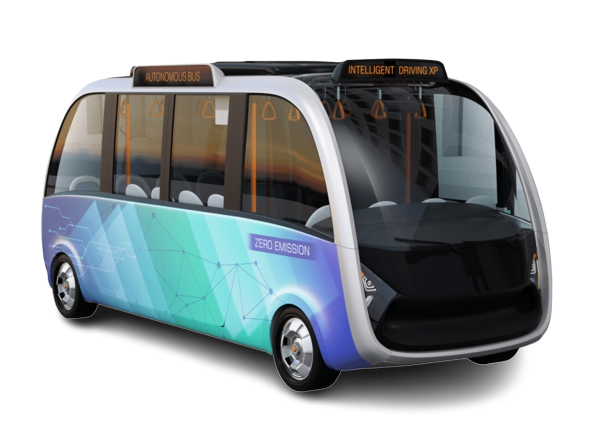 AUTONOMOUS BUS
INTELLIGENT DRIVING XP
ZERO EMISSION